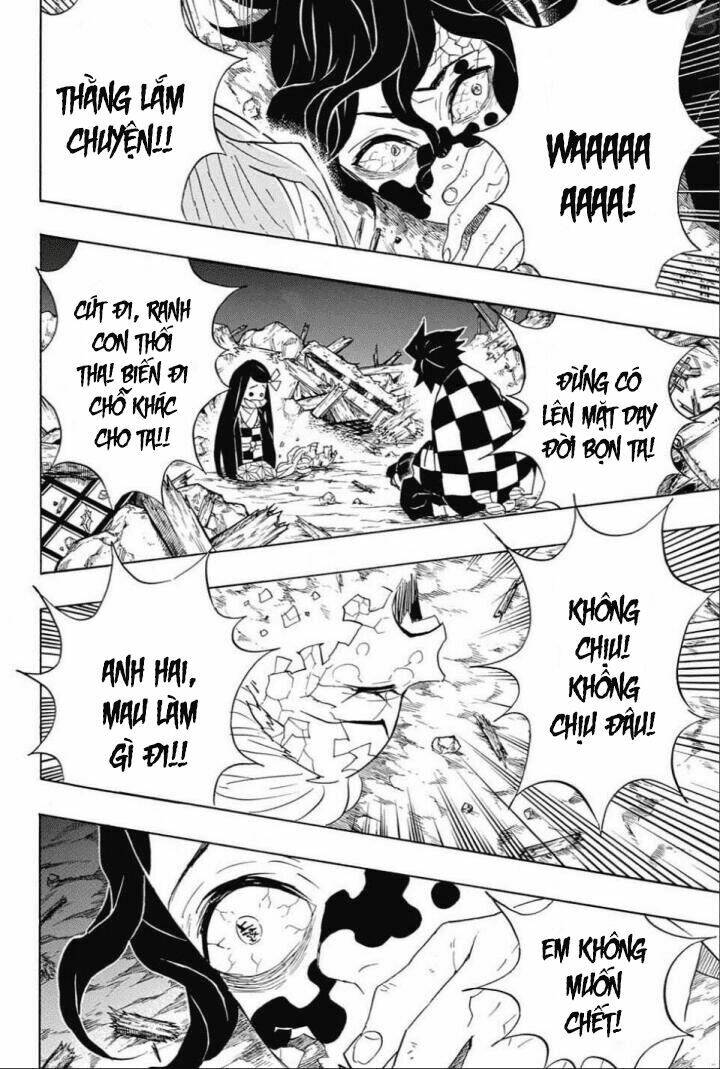 WAAAAA
AAAA!
THẰNG LẮM
CHUYỆN!!
ĐỪNG CÓ
LÊN MẶT DẠY
ĐỜI BỌN TA!
CỨT ĐI, RANH
CON THỐI
THA! BIẾN ĐI
CHỖ KHÁC
CHO TA!!
KHÔNG
CHỊU!
KHÔNG
CHỊU ĐÂU!
ANH HAI,
MAU LÀM
GÌ ĐI!!
EM KHÔNG
MUỐN
CHẾT!